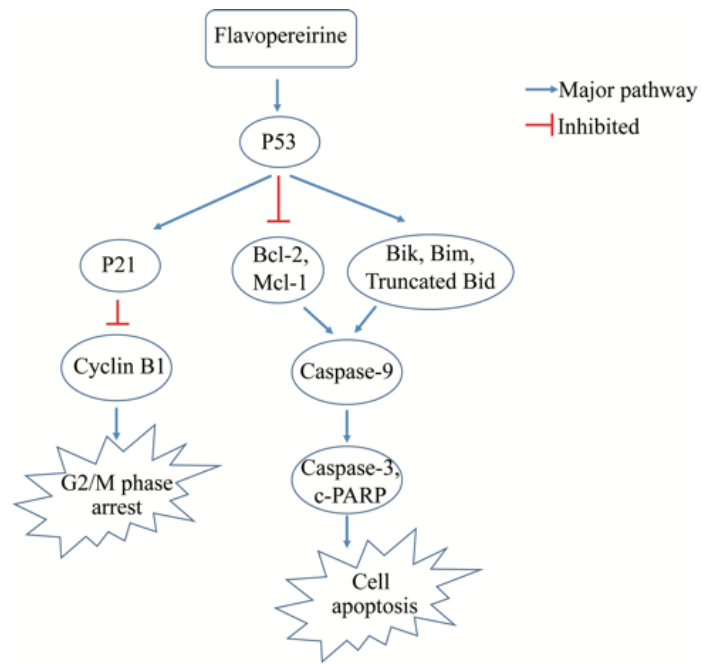 Flavopereirine
Major pathway
Inhibited
P53
P21
Bcl-2,
Mcl-1
Bik, Bim,
Truncated Bid
Cyclin B1
Caspase-9
G2/M phase
arrest
Caspase-3,
c-PARP
Cell
apoptosis